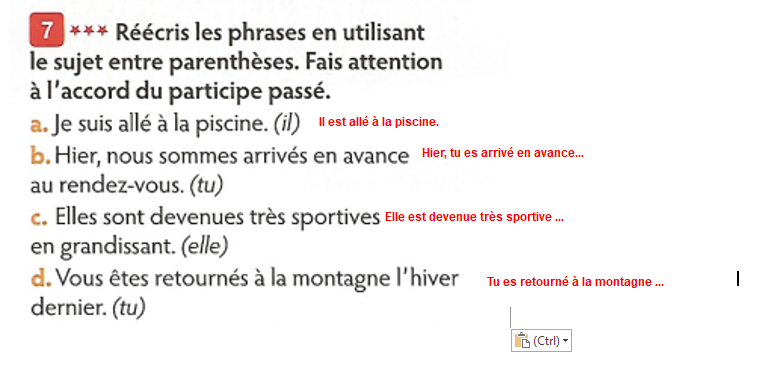 7 *** Réécris les phrases en utilisant
le sujet entre parenthèses. Fais attention
à l'accord du participe passé.
a. Je suis allé à la piscine. (il) Il est allé à la piscine.
b. Hier, nous sommes arrivés en avance Hier, tu es arrivé en avance...
au rendez-vous. (tu)
c. Elles sont devenues très sportives Elle est devenue très sportive ...
en grandissant. (elle)
d. Vous êtes retournés à la montagne l'hiver Tu es retourné à la montagne ...
dernier. (tu)
(Ctrl)